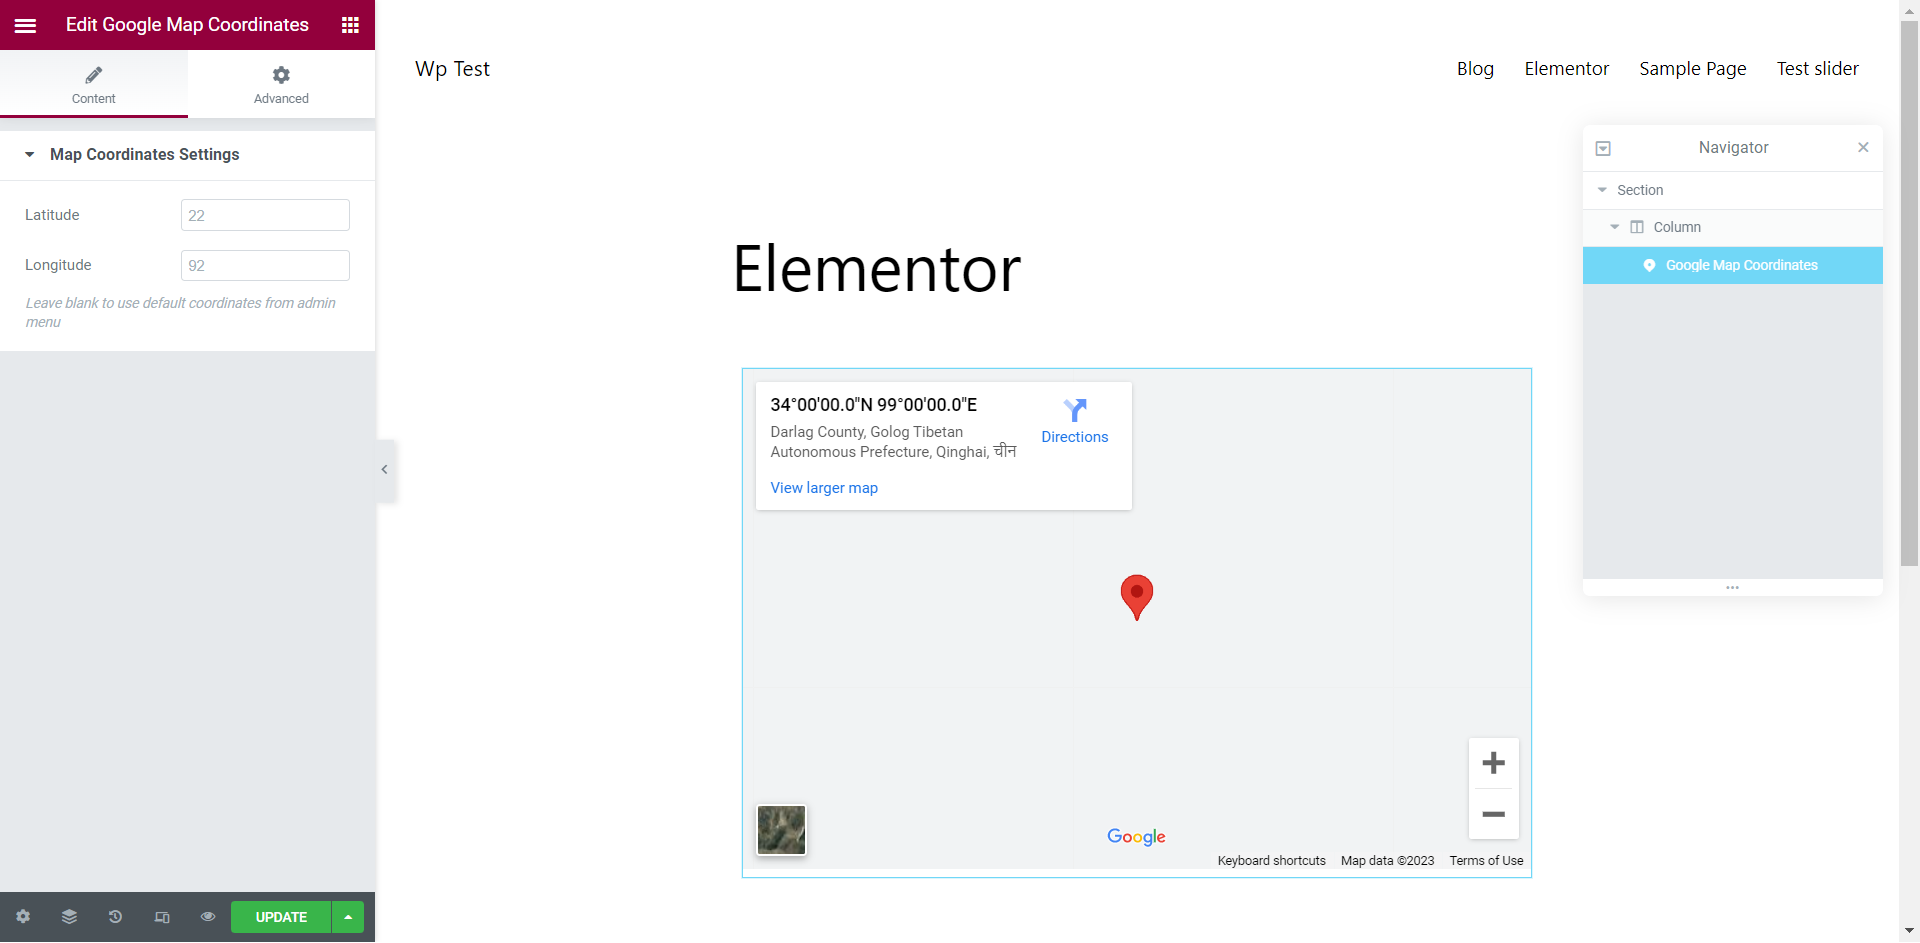 Edit Google Map Coordinates
Content
Advanced
Map Coordinates Settings
Latitude
22
Longitude
92
Leave blank to use default coordinates from admin
menu
UPDATE
Wp Test
Blog
Elementor
Sample Page
Test slider
Elementor
34°00'00.0"N 99°00'00.0"E
Darlag County, Golog Tibetan
Autonomous Prefecture, Qinghai, चीन
Directions
View larger map
Google
Keyboard shortcuts
Map data ©2023
Terms of Use
Navigator
Section
Column
Google Map Coordinates